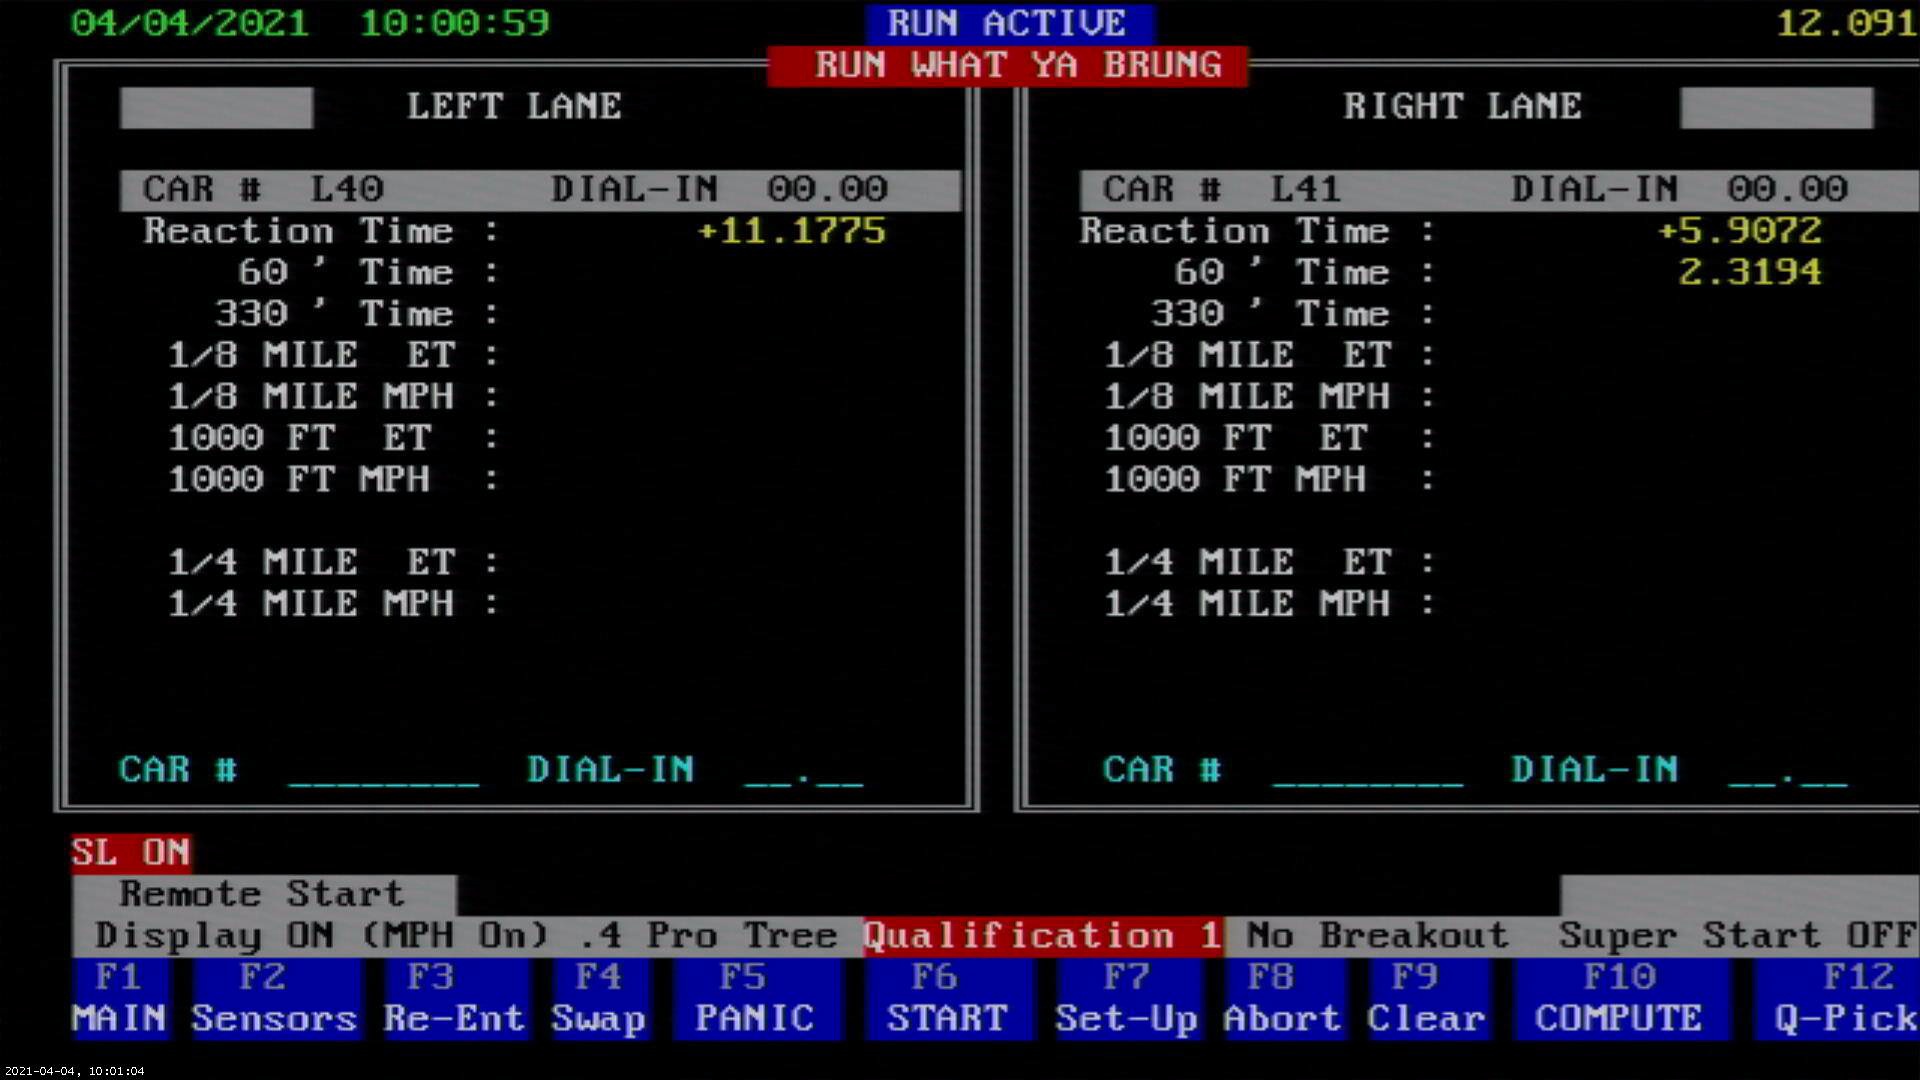 04/04/2021 10:00:59 RUN ACTIVE 12.091
RUN WHAT YA BRUNG
LEFT LANE
CAR # L40 DIAL-IN 00.00
Reaction Time : +11.1775
60 ' Time :
330 ' Time :
1/8 MILE ET :
1/8 MILE MPH :
1000 FT ET :
1000 FT MPH :
1/4 MILE ET :
1/4 MILE MPH :
CAR # ________ DIAL-IN __.__
RIGHT LANE
CAR # L41 DIAL-IN 00.00
Reaction Time : +5.9072
60 ' Time : 2.3194
330 ' Time :
1/8 MILE ET :
1/8 MILE MPH :
1000 FT ET :
1000 FT MPH :
1/4 MILE ET :
1/4 MILE MPH :
CAR # ________ DIAL-IN __.__
SL ON
Remote Start
Display ON (MPH On) .4 Pro Tree Qualification 1 No Breakout Super Start OFF
F1 F2 F3 F4 F5 F6 F7 F8 F9 F10 F12
MAIN Sensors Re-Ent Swap PANIC START Set-Up Abort Clear COMPUTE Q-Pick
2021-04-04, 10:01:04